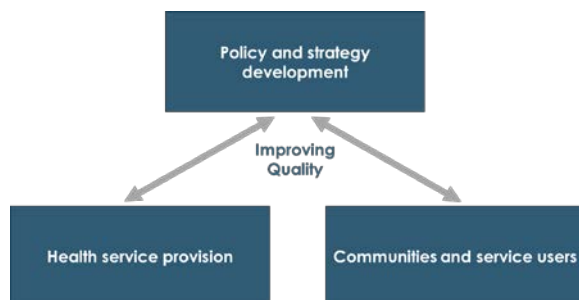 Policy and strategy
development
Improving
Quality
Health service provision
Communities and service users